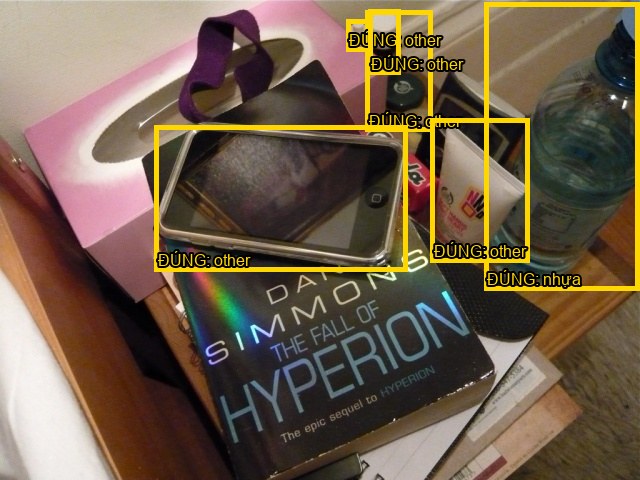 ĐÚNG: other
ĐÚNG: other
ĐÚNG: other
ĐÚNG: other
ĐÚNG: other
ĐÚNG: nhựa
DAN
SIMMONS
THE FALL OF
HYPERION
The epic sequel to HYPERION